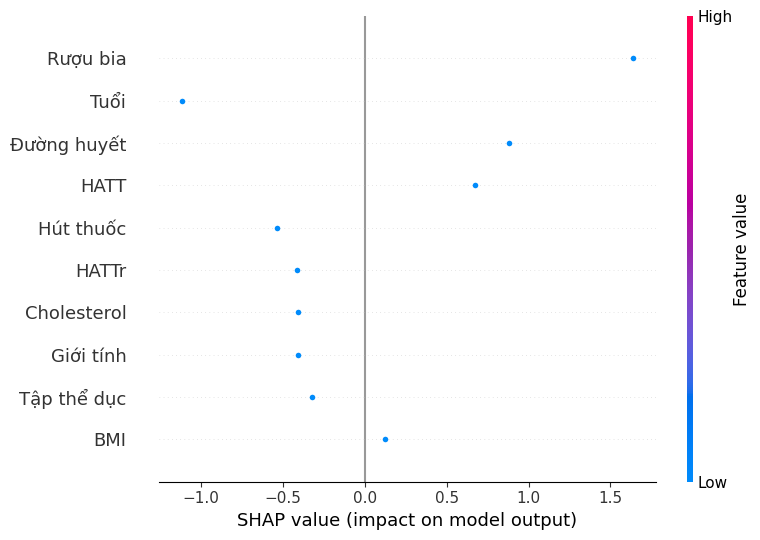 High
Rượu bia
Tuổi
Đường huyết
HATT
Hút thuốc
HATTr
Cholesterol
Giới tính
Tập thể dục
BMI
Feature value
Low
−1.0 −0.5 0.0 0.5 1.0 1.5
SHAP value (impact on model output)